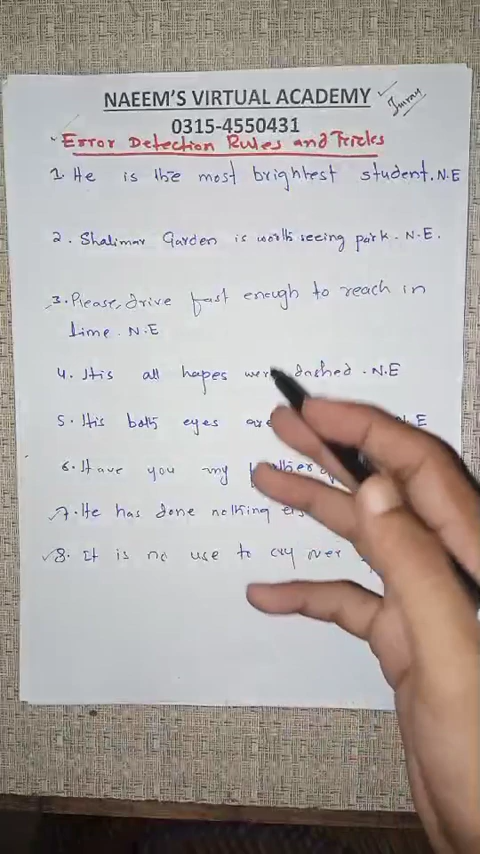 NAEEM'S VIRTUAL ACADEMY
0315-4550431
Error Detection Rules and Tricks
1. He is the most brightest student. N.E
2. Shalimar Garden is worth seeing park. N.E.
3. Please, drive fast enough to reach in
time. N.E
4. His all hopes were dashed. N.E
5. His both eyes are N.E
6. Have you my
7. He has done nothing
8. It is no use to cry over